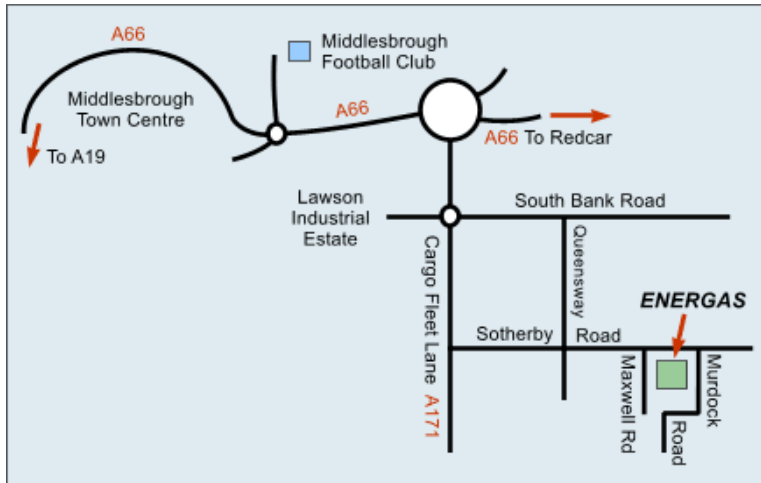 A66
Middlesbrough
Football Club
Middlesbrough
Town Centre
A66
A66 To Redcar
To A19
Lawson
Industrial
Estate
South Bank Road
Queensway
Cargo Fleet Lane A171
ENERGAS
Sotherby Road
Maxwell Rd
Murdock
Road